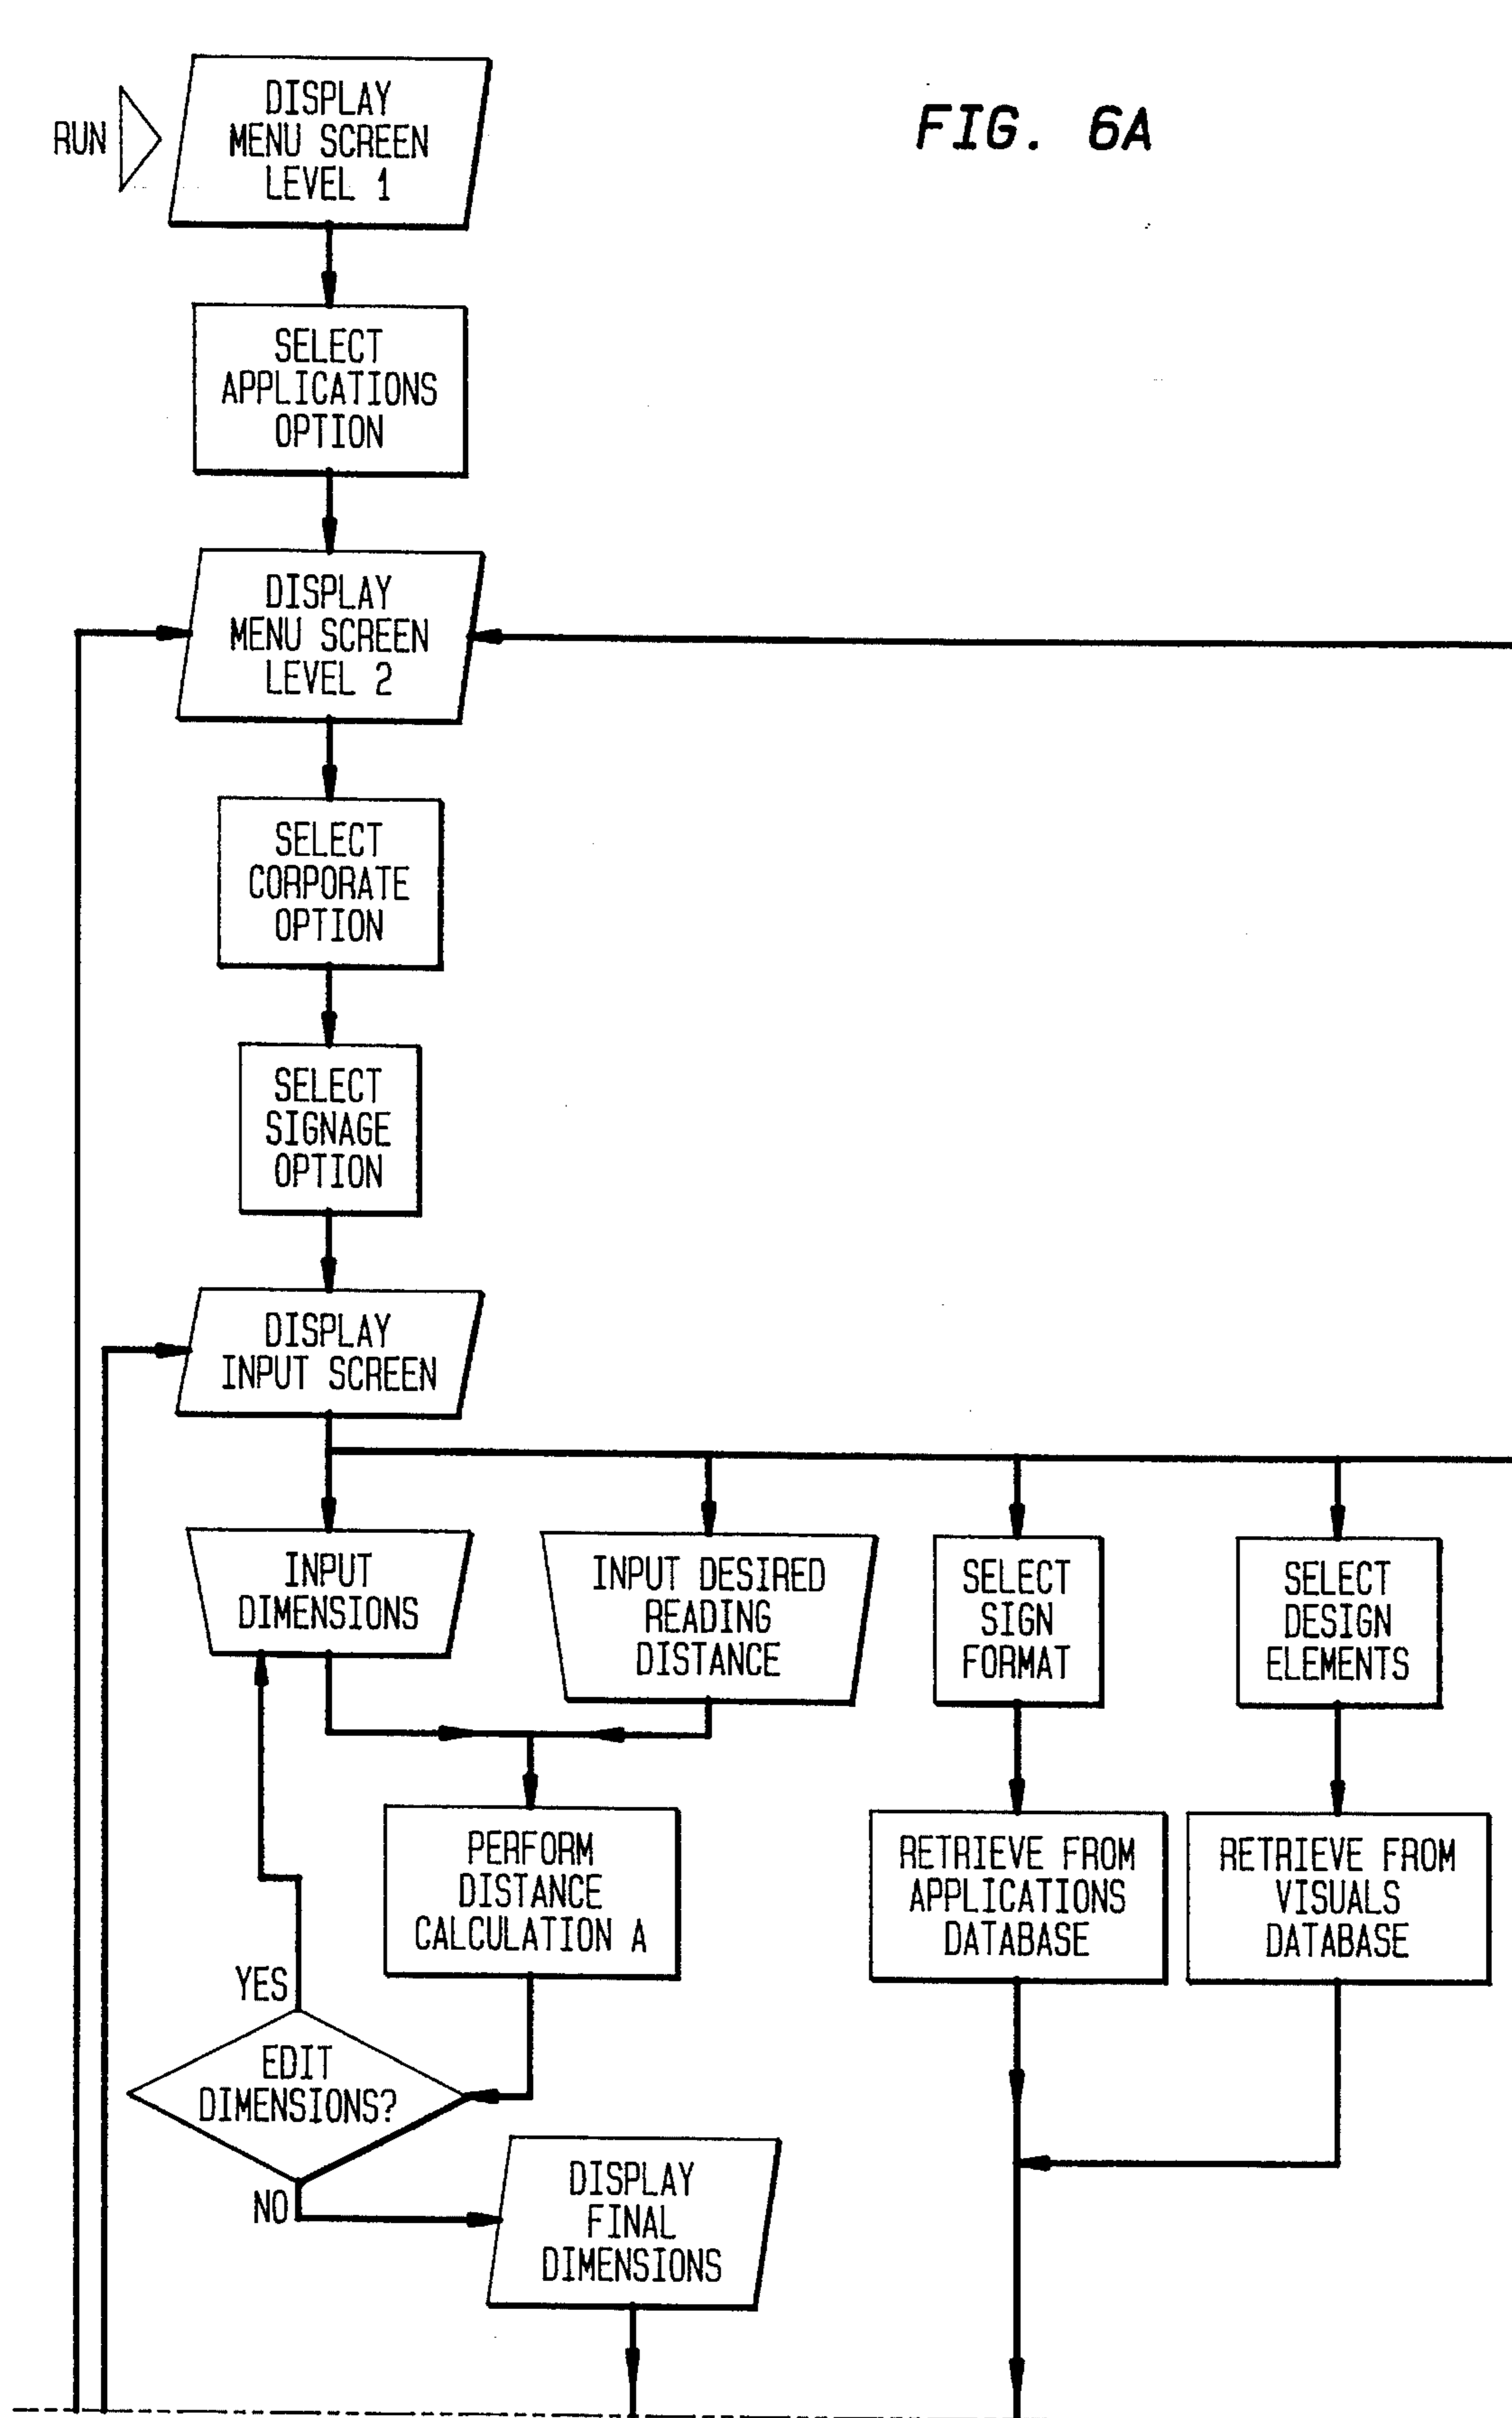 FIG. 6A
RUN
DISPLAY
MENU SCREEN
LEVEL 1
SELECT
APPLICATIONS
OPTION
DISPLAY
MENU SCREEN
LEVEL 2
SELECT
CORPORATE
OPTION
SELECT
SIGNAGE
OPTION
DISPLAY
INPUT SCREEN
INPUT
DIMENSIONS
INPUT DESIRED
READING
DISTANCE
SELECT
SIGN
FORMAT
SELECT
DESIGN
ELEMENTS
PERFORM
DISTANCE
CALCULATION A
RETRIEVE FROM
APPLICATIONS
DATABASE
RETRIEVE FROM
VISUALS
DATABASE
YES
EDIT
DIMENSIONS?
NO
DISPLAY
FINAL
DIMENSIONS